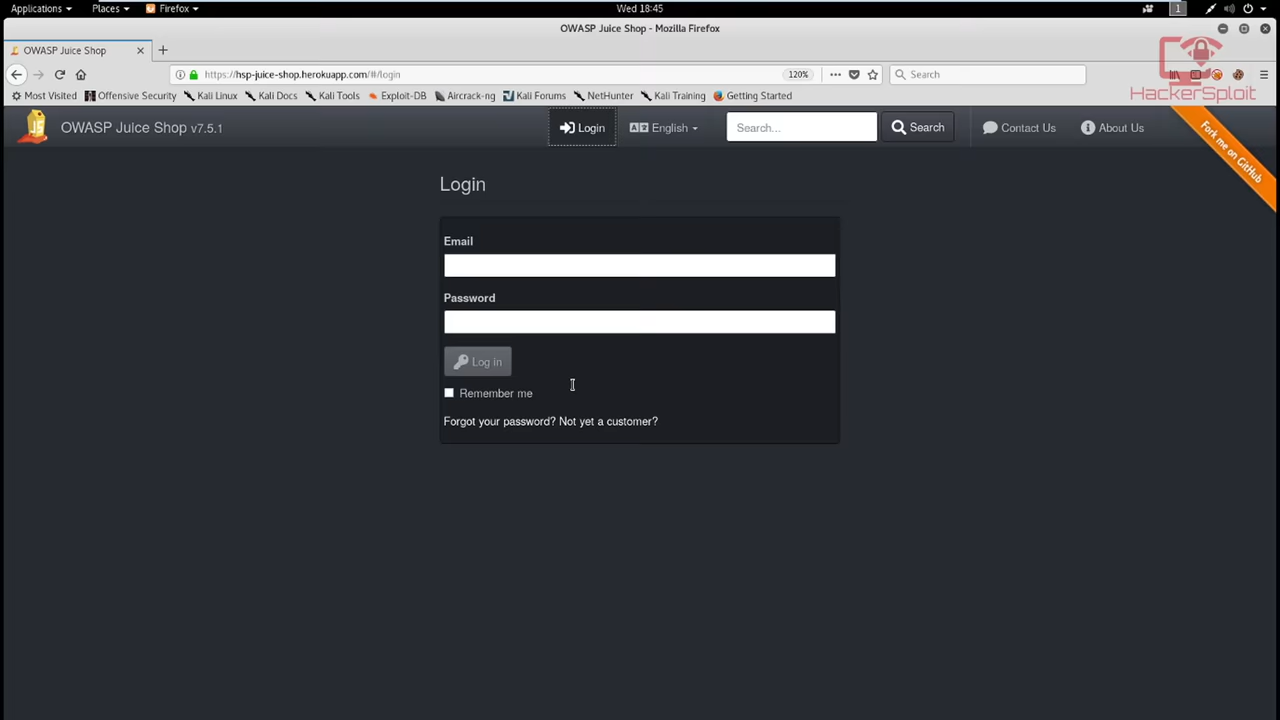 Applications Places Firefox Wed 18:45 1
OWASP Juice Shop - Mozilla Firefox
OWASP Juice Shop
https://hsp-juice-shop.herokuapp.com/#/login 120% Search
Most Visited Offensive Security Kali Linux Kali Docs Kali Tools Exploit-DB Aircrack-ng Kali Forums NetHunter Kali Training Getting Started
HackerSploit
JS OWASP Juice Shop v7.5.1 Login English Search... Search Contact Us About Us
Fork me on GitHub
Login
Email
Password
Log in
Remember me
Forgot your password? Not yet a customer?